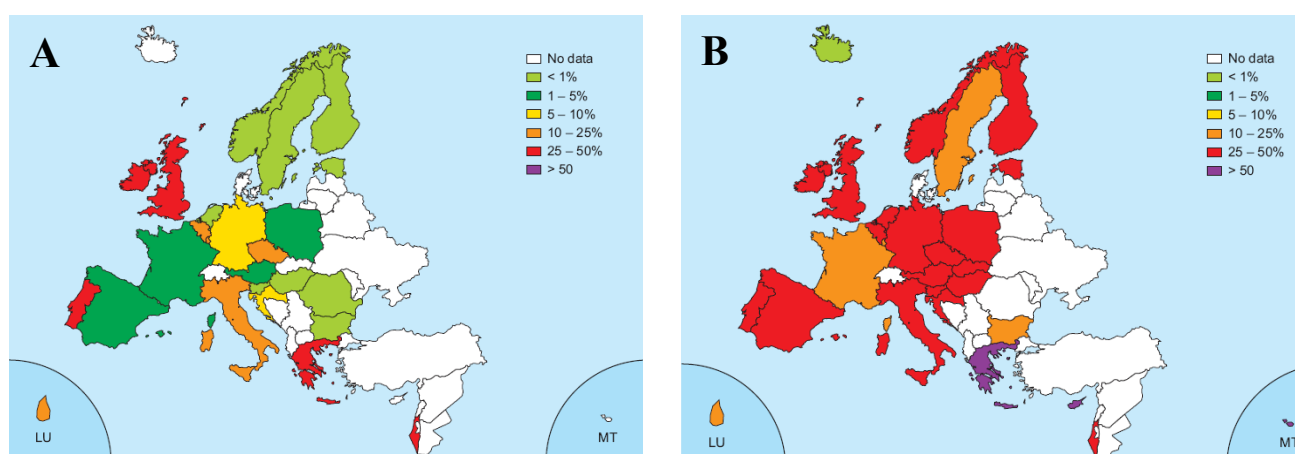 A
No data
< 1%
1 – 5%
5 – 10%
10 – 25%
25 – 50%
> 50
LU
MT
B
No data
< 1%
1 – 5%
5 – 10%
10 – 25%
25 – 50%
> 50
LU
MT